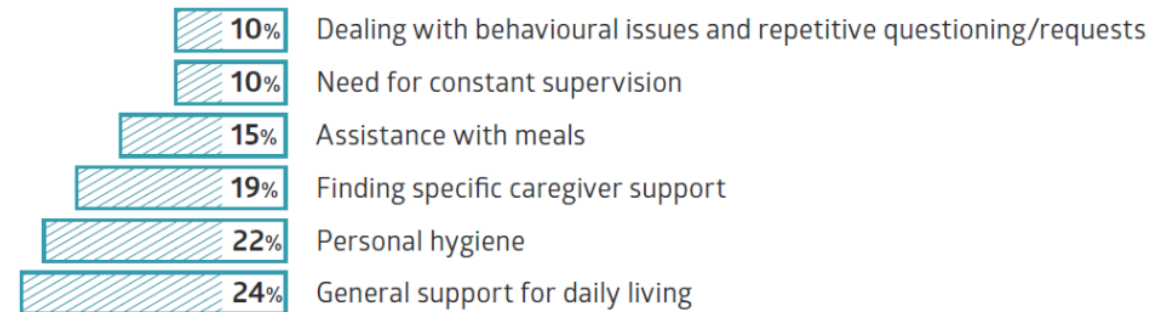 10% Dealing with behavioural issues and repetitive questioning/requests
10% Need for constant supervision
15% Assistance with meals
19% Finding specific caregiver support
22% Personal hygiene
24% General support for daily living